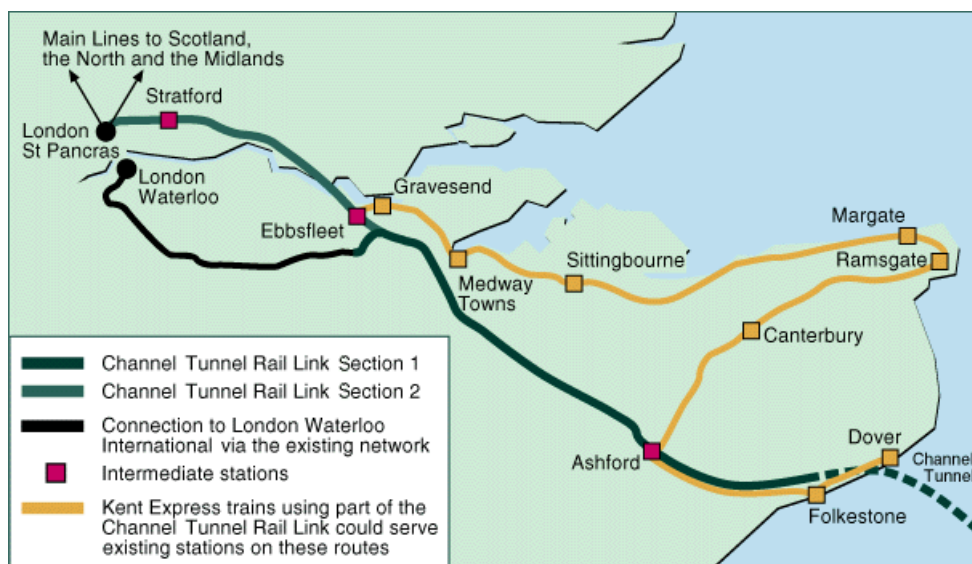 Main Lines to Scotland,
the North and the Midlands
Stratford
London
St Pancras
London
Waterloo
Gravesend
Ebbsfleet
Margate
Sittingbourne
Ramsgate
Medway
Towns
Canterbury
Channel Tunnel Rail Link Section 1
Channel Tunnel Rail Link Section 2
Connection to London Waterloo
International via the existing network
Intermediate stations
Kent Express trains using part of the
Channel Tunnel Rail Link could serve
existing stations on these routes
Ashford
Dover
Channel
Tunnel
Folkestone